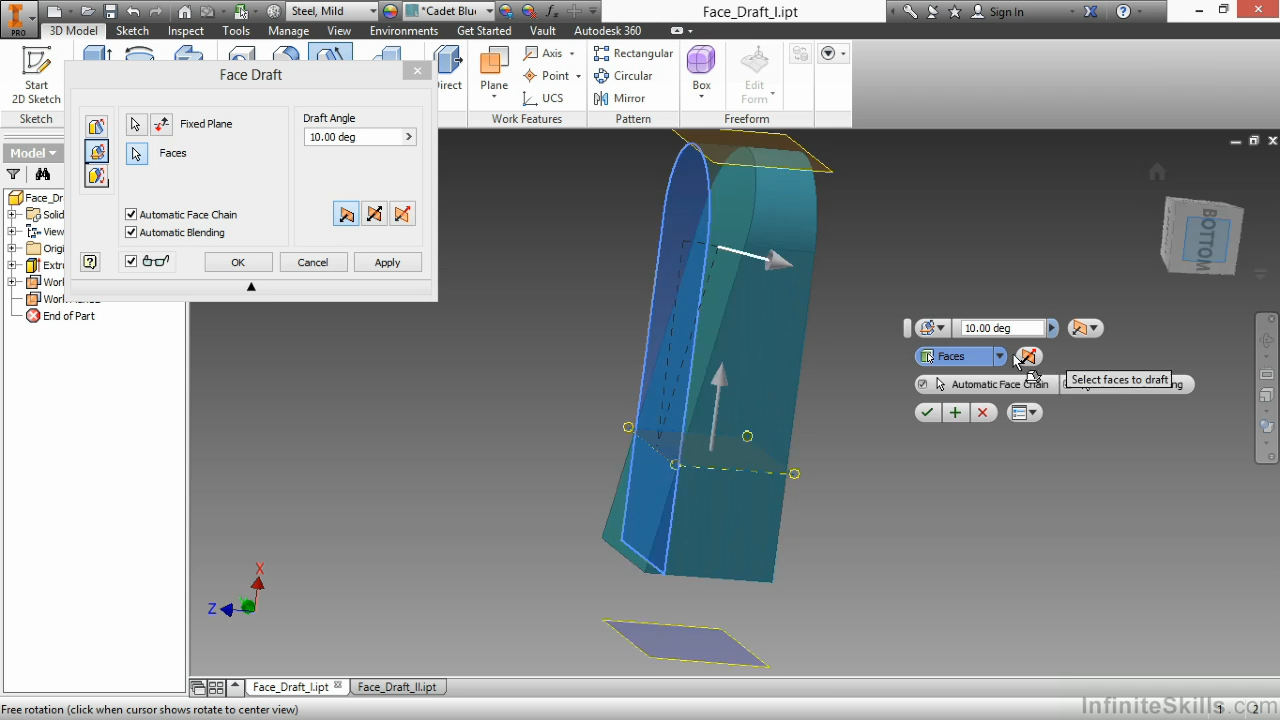 Steel, Mild
*Cadet Blue
Face_Draft_I.ipt
Sign In
PRO
3D Model
Sketch
Inspect
Tools
Manage
View
Environments
Get Started
Vault
Autodesk 360
Start
2D Sketch
Direct
Plane
Axis
Point
UCS
Rectangular
Circular
Mirror
Box
Edit
Form
Sketch
Work Features
Pattern
Freeform
Face Draft
Fixed Plane
Faces
Draft Angle
10.00 deg
Automatic Face Chain
Automatic Blending
OK
Cancel
Apply
Model
Face_Dr
Solid
View
Origi
Extru
Work
Work
End of Part
BOTTOM
10.00 deg
Faces
Select faces to draft
Automatic Face Chain
X
Z
Face_Draft_I.ipt
Face_Draft_II.ipt
Free rotation (click when cursor shows rotate to center view)
InfiniteSkills.com
1 2